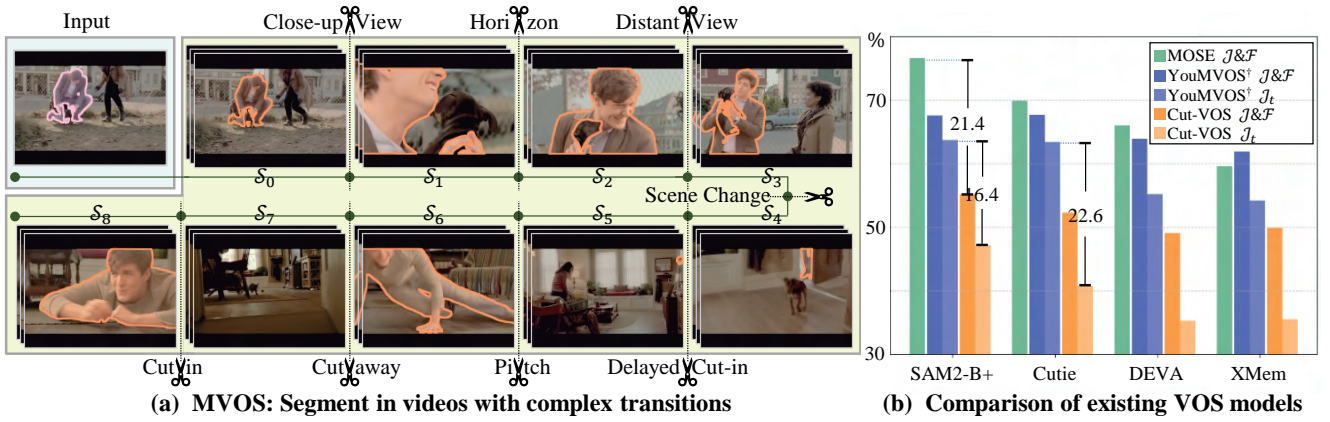 Input
Close-up View
Horizon
Distant View
S₀
S₁
S₂
S₃
Scene Change
S₈
S₇
S₆
S₅
S₄
Cut in
Cut away
Pitch
Delayed Cut-in
(a) MVOS: Segment in videos with complex transitions
%
70
50
30
MOSE J&F
YouMVOS† J&F
YouMVOS† Jₜ
Cut-VOS J&F
Cut-VOS Jₜ
21.4
16.4
22.6
SAM2-B+
Cutie
DEVA
XMem
(b) Comparison of existing VOS models